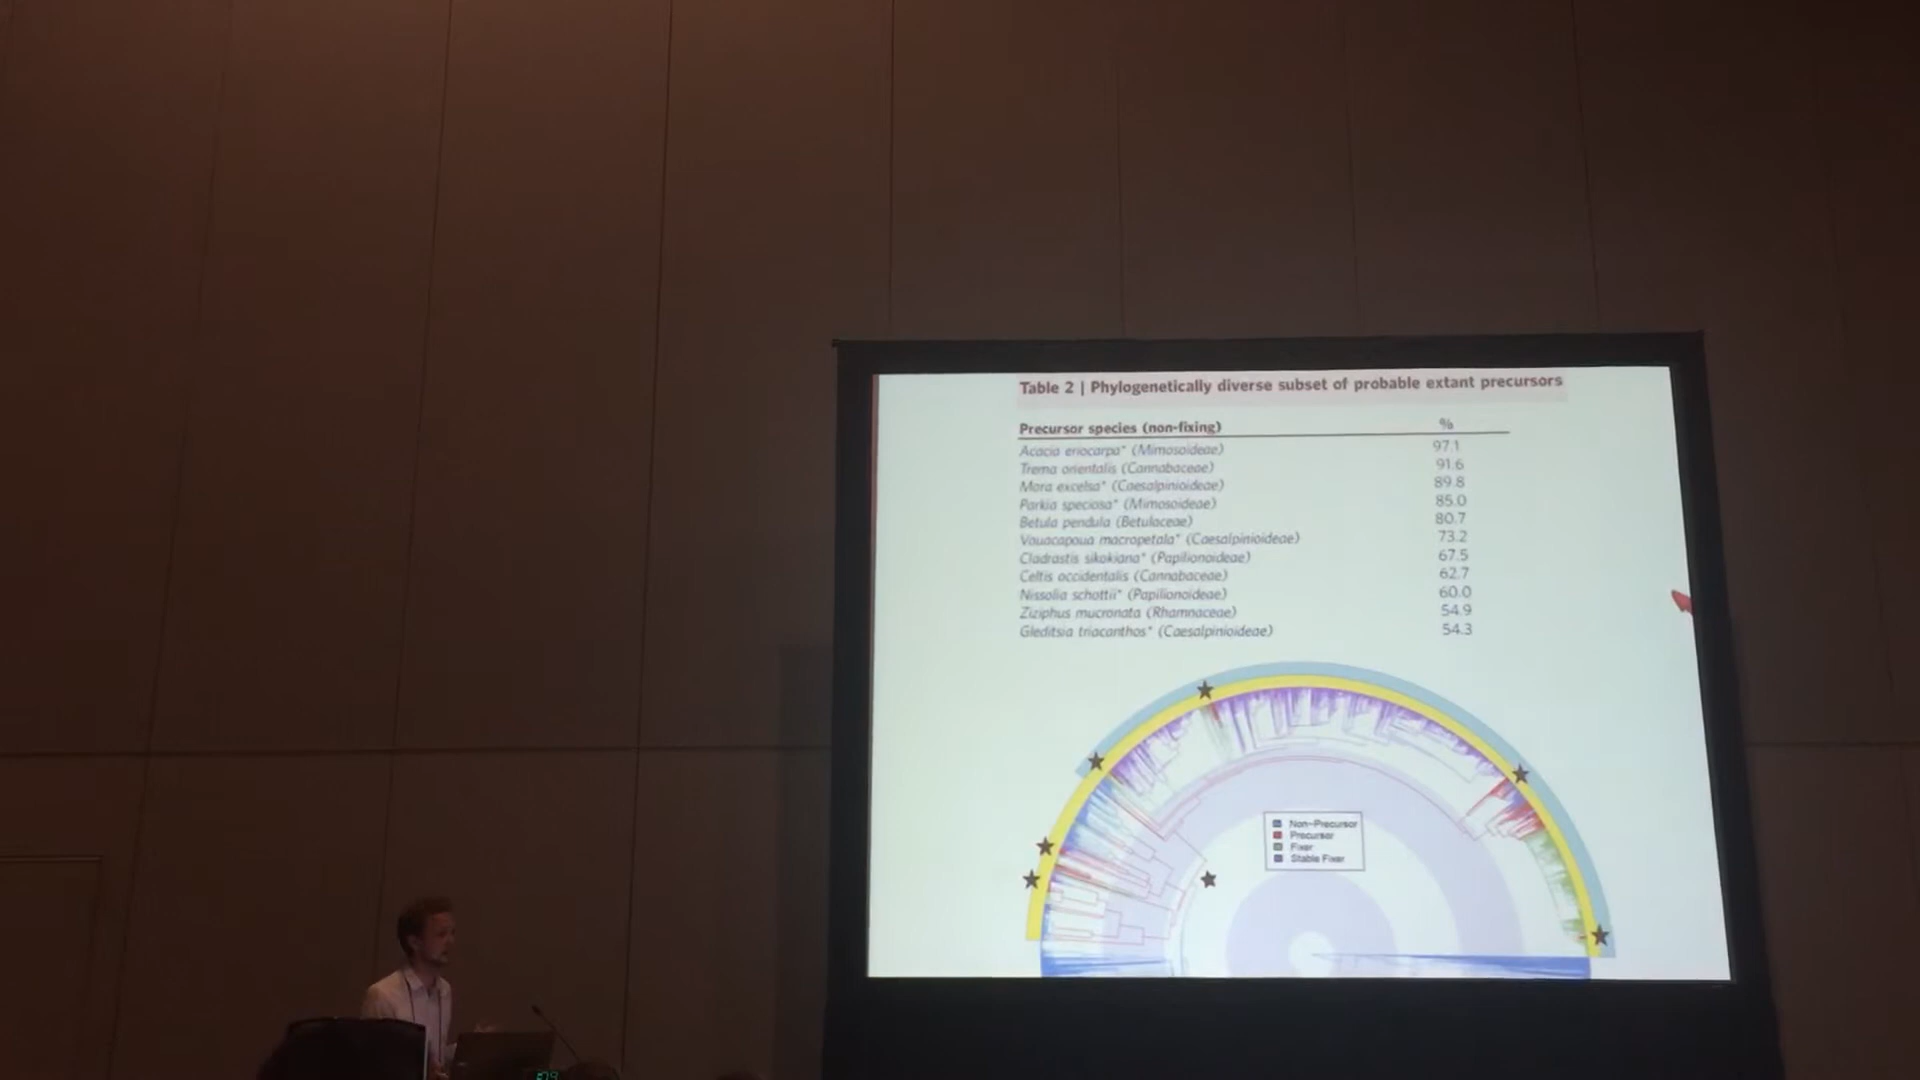 Table 2 | Phylogenetically diverse subset of probable extant precursors
Precursor species (non-fixing) %
Acacia eriocarpa* (Mimosoideae) 97.1
Trema orientalis (Cannabaceae) 91.6
Mora excelsa* (Caesalpinioideae) 89.8
Parkia speciosa* (Mimosoideae) 85.0
Betula pendula (Betulaceae) 80.7
Vouacapoua macropetala* (Caesalpinioideae) 73.2
Cladrastis sikokiana* (Papilionoideae) 67.5
Celtis occidentalis (Cannabaceae) 62.7
Nissolia schottii* (Papilionoideae) 60.0
Ziziphus mucronata (Rhamnaceae) 54.9
Gleditsia triacanthos* (Caesalpinioideae) 54.3
Non-Precursor
Precursor
Fixer
Stable Fixer